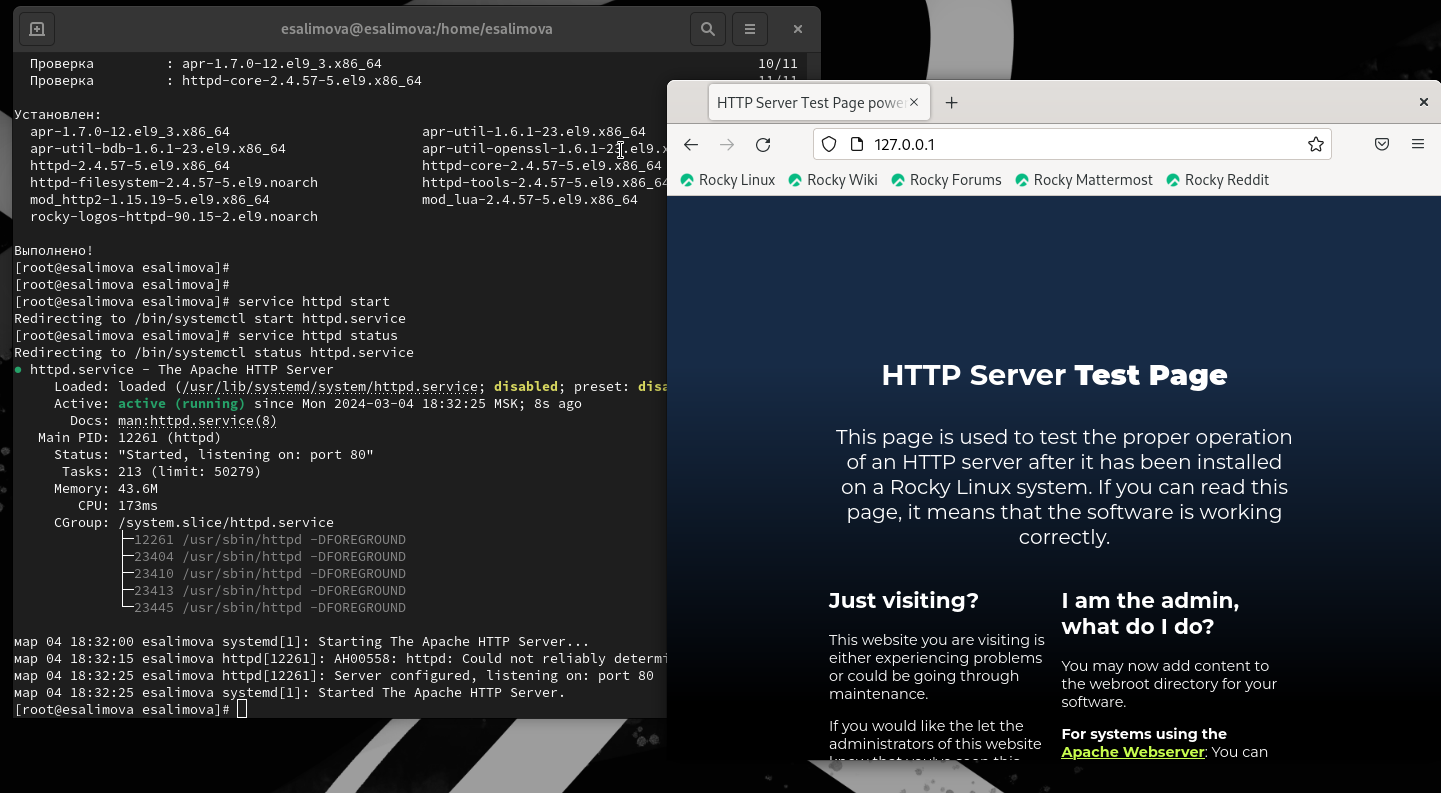 esalimova@esalimova:/home/esalimova
Проверка : apr-1.7.0-12.el9_3.x86_64 10/11
Проверка : httpd-core-2.4.57-5.el9.x86_64 11/11
Установлен:
apr-1.7.0-12.el9_3.x86_64 apr-util-1.6.1-23.el9.x86_64
apr-util-bdb-1.6.1-23.el9.x86_64 apr-util-openssl-1.6.1-23.el9.x
httpd-2.4.57-5.el9.x86_64 httpd-core-2.4.57-5.el9.x86_64
httpd-filesystem-2.4.57-5.el9.noarch httpd-tools-2.4.57-5.el9.x86_64
mod_http2-1.15.19-5.el9.x86_64 mod_lua-2.4.57-5.el9.x86_64
rocky-logos-httpd-90.15-2.el9.noarch
Выполнено!
[root@esalimova esalimova]#
[root@esalimova esalimova]#
[root@esalimova esalimova]# service httpd start
Redirecting to /bin/systemctl start httpd.service
[root@esalimova esalimova]# service httpd status
Redirecting to /bin/systemctl status httpd.service
● httpd.service - The Apache HTTP Server
Loaded: loaded (/usr/lib/systemd/system/httpd.service; disabled; preset: disa
Active: active (running) since Mon 2024-03-04 18:32:25 MSK; 8s ago
Docs: man:httpd.service(8)
Main PID: 12261 (httpd)
Status: "Started, listening on: port 80"
Tasks: 213 (limit: 50279)
Memory: 43.6M
CPU: 173ms
CGroup: /system.slice/httpd.service
├─12261 /usr/sbin/httpd -DFOREGROUND
├─23404 /usr/sbin/httpd -DFOREGROUND
├─23410 /usr/sbin/httpd -DFOREGROUND
├─23413 /usr/sbin/httpd -DFOREGROUND
└─23445 /usr/sbin/httpd -DFOREGROUND
мар 04 18:32:00 esalimova systemd[1]: Starting The Apache HTTP Server...
мар 04 18:32:15 esalimova httpd[12261]: AH00558: httpd: Could not reliably determi
мар 04 18:32:25 esalimova httpd[12261]: Server configured, listening on: port 80
мар 04 18:32:25 esalimova systemd[1]: Started The Apache HTTP Server.
[root@esalimova esalimova]#
HTTP Server Test Page powe
127.0.0.1
Rocky Linux Rocky Wiki Rocky Forums Rocky Mattermost Rocky Reddit
HTTP Server Test Page
This page is used to test the proper operation
of an HTTP server after it has been installed
on a Rocky Linux system. If you can read this
page, it means that the software is working
correctly.
Just visiting?
This website you are visiting is
either experiencing problems
or could be going through
maintenance.
If you would like the let the
administrators of this website
know that you've seen this
I am the admin,
what do I do?
You may now add content to
the webroot directory for your
software.
For systems using the
Apache Webserver: You can